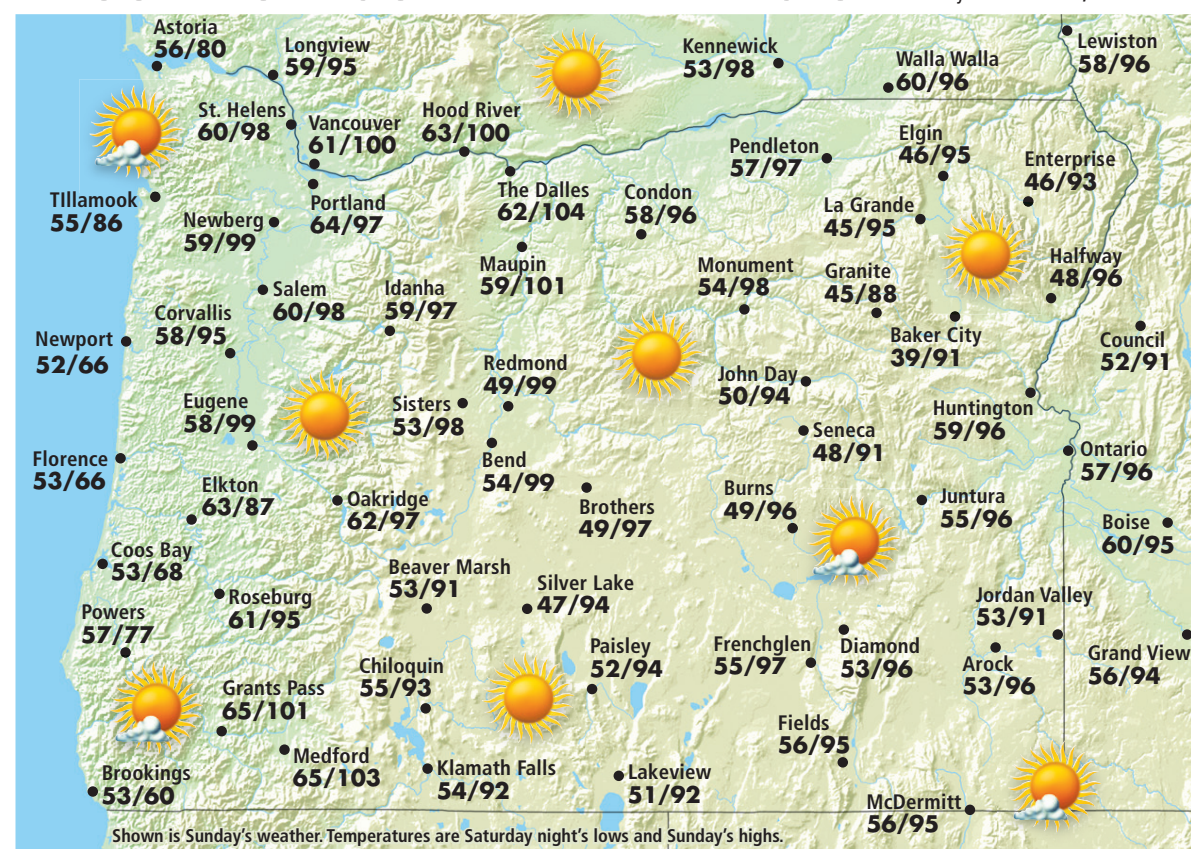 Astoria
56/80
Longview
59/95
Kennewick
53/98
Walla Walla
60/96
Lewiston
58/96
St. Helens
60/98
Vancouver
61/100
Hood River
63/100
Pendleton
57/97
Elgin
46/95
Enterprise
46/93
TIllamook
55/86
Newberg
59/99
Portland
64/97
The Dalles
62/104
Condon
58/96
La Grande
45/95
Maupin
59/101
Monument
54/98
Granite
45/88
Halfway
48/96
Salem
60/98
Idanha
59/97
Corvallis
58/95
Newport
52/66
Baker City
39/91
Council
52/91
Redmond
49/99
John Day
50/94
Eugene
58/99
Sisters
53/98
Huntington
59/96
Seneca
48/91
Florence
53/66
Bend
54/99
Ontario
57/96
Elkton
63/87
Oakridge
62/97
Brothers
49/97
Burns
49/96
Juntura
55/96
Boise
60/95
Coos Bay
53/68
Beaver Marsh
53/91
Silver Lake
47/94
Roseburg
61/95
Jordan Valley
53/91
Powers
57/77
Paisley
52/94
Frenchglen
55/97
Diamond
53/96
Arock
53/96
Grand View
56/94
Chiloquin
55/93
Grants Pass
65/101
Fields
56/95
Medford
65/103
Klamath Falls
54/92
Lakeview
51/92
Brookings
53/60
McDermitt
56/95
Shown is Sunday's weather. Temperatures are Saturday night's lows and Sunday's highs.